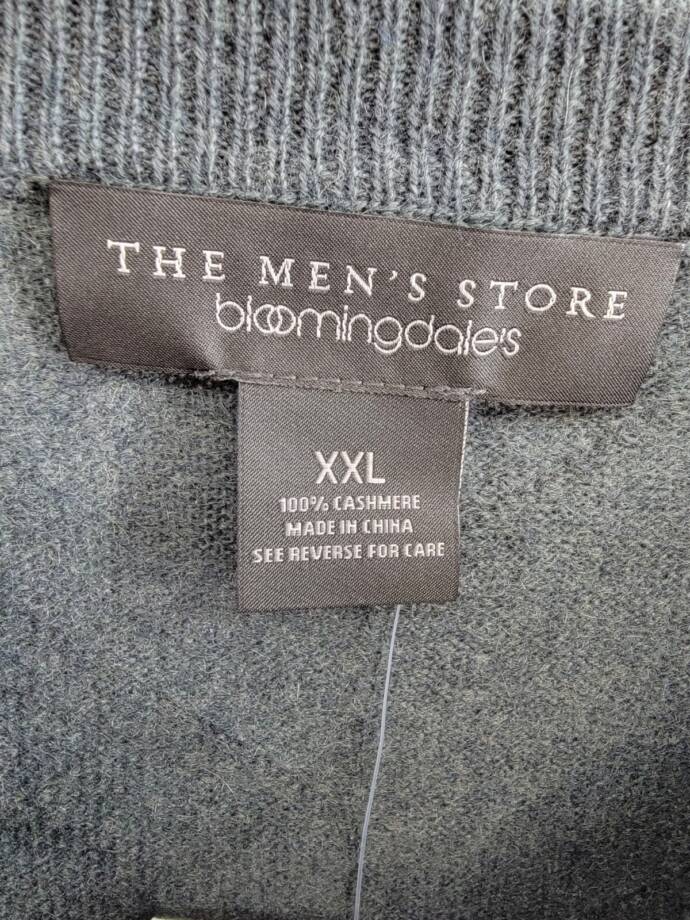 THE MEN'S STORE
bloomingdale's
XXL
100% CASHMERE
MADE IN CHINA
SEE REVERSE FOR CARE